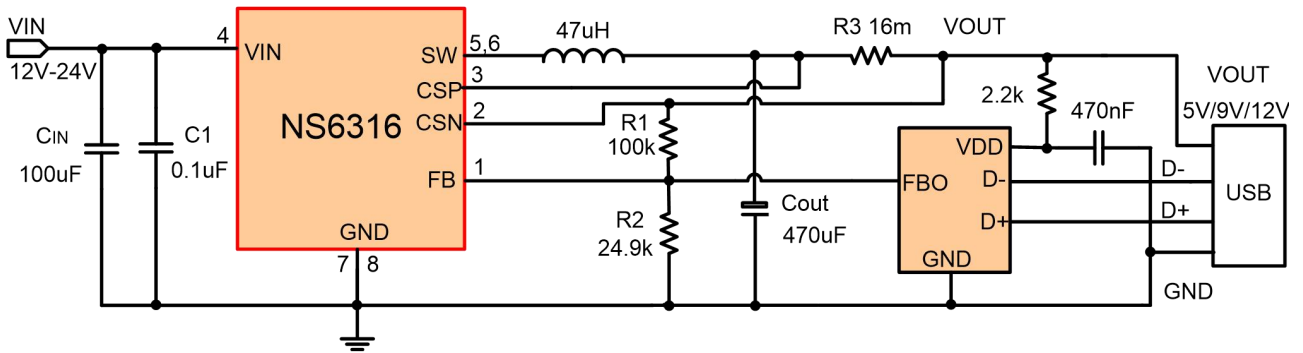 VIN
12V-24V
CIN
100uF
C1
0.1uF
4
VIN
NS6316
SW
CSP
CSN
FB
GND
5,6
3
2
1
7
8
47uH
R3 16m
VOUT
R1
100k
R2
24.9k
Cout
470uF
2.2k
470nF
VDD
FBO
D-
D+
GND
VOUT
5V/9V/12V
D-
D+
USB
GND